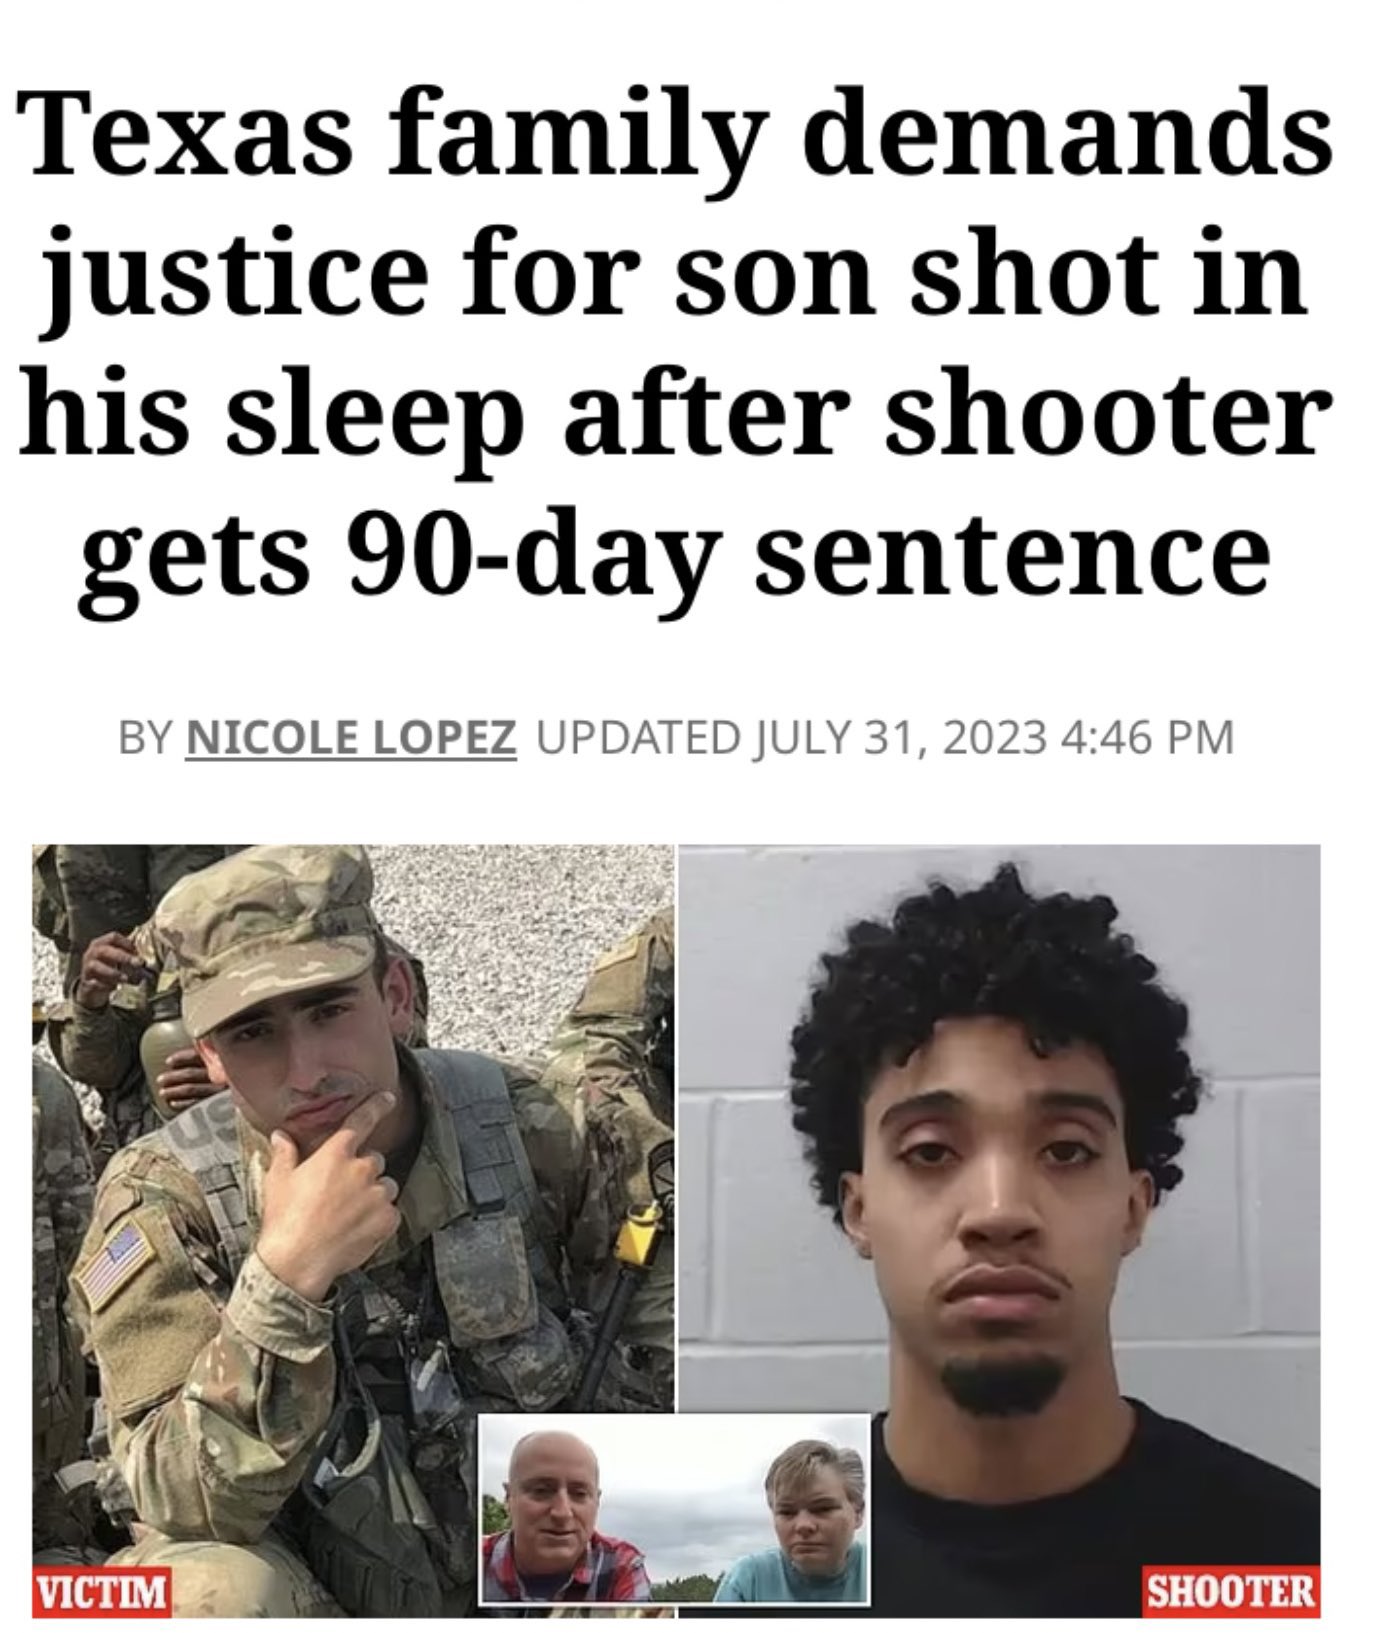 Texas family demands
justice for son shot in
his sleep after shooter
gets 90-day sentence
BY NICOLE LOPEZ UPDATED JULY 31, 2023 4:46 PM
US
VICTIM
SHOOTER